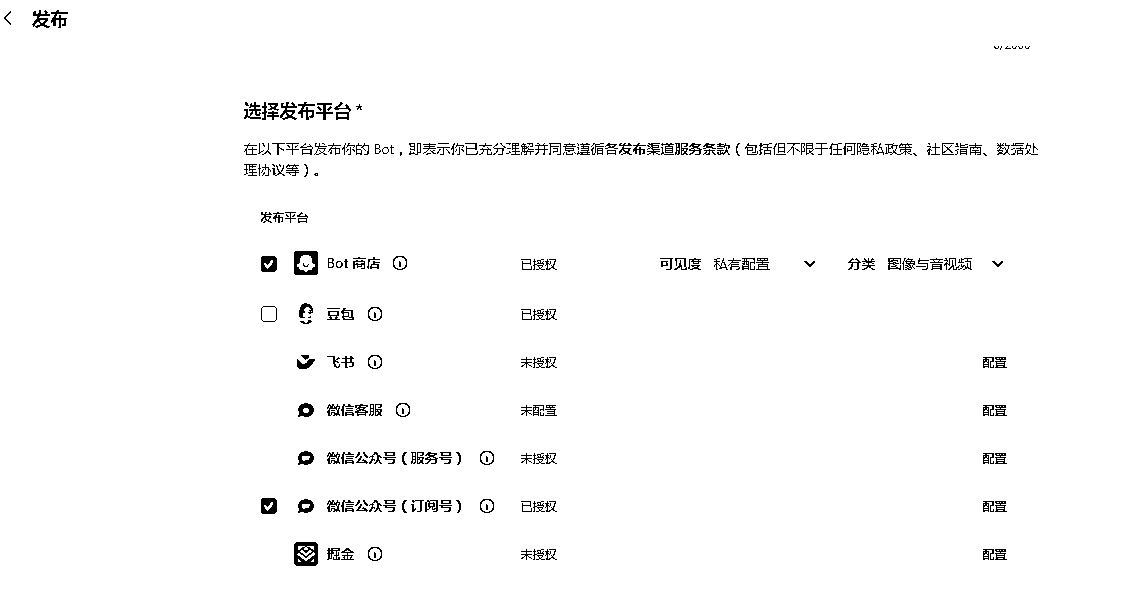 发布
选择发布平台 *
在以下平台发布你的 Bot，即表示你已充分理解并同意遵循各发布渠道服务条款（包括但不限于任何隐私政策、社区指南、数据处
理协议等）。
发布平台
Bot 商店 已授权 可见度 私有配置 分类 图像与音视频
豆包 已授权
飞书 未授权 配置
微信客服 未配置 配置
微信公众号（服务号） 未授权 配置
微信公众号（订阅号） 已授权 配置
掘金 未授权 配置